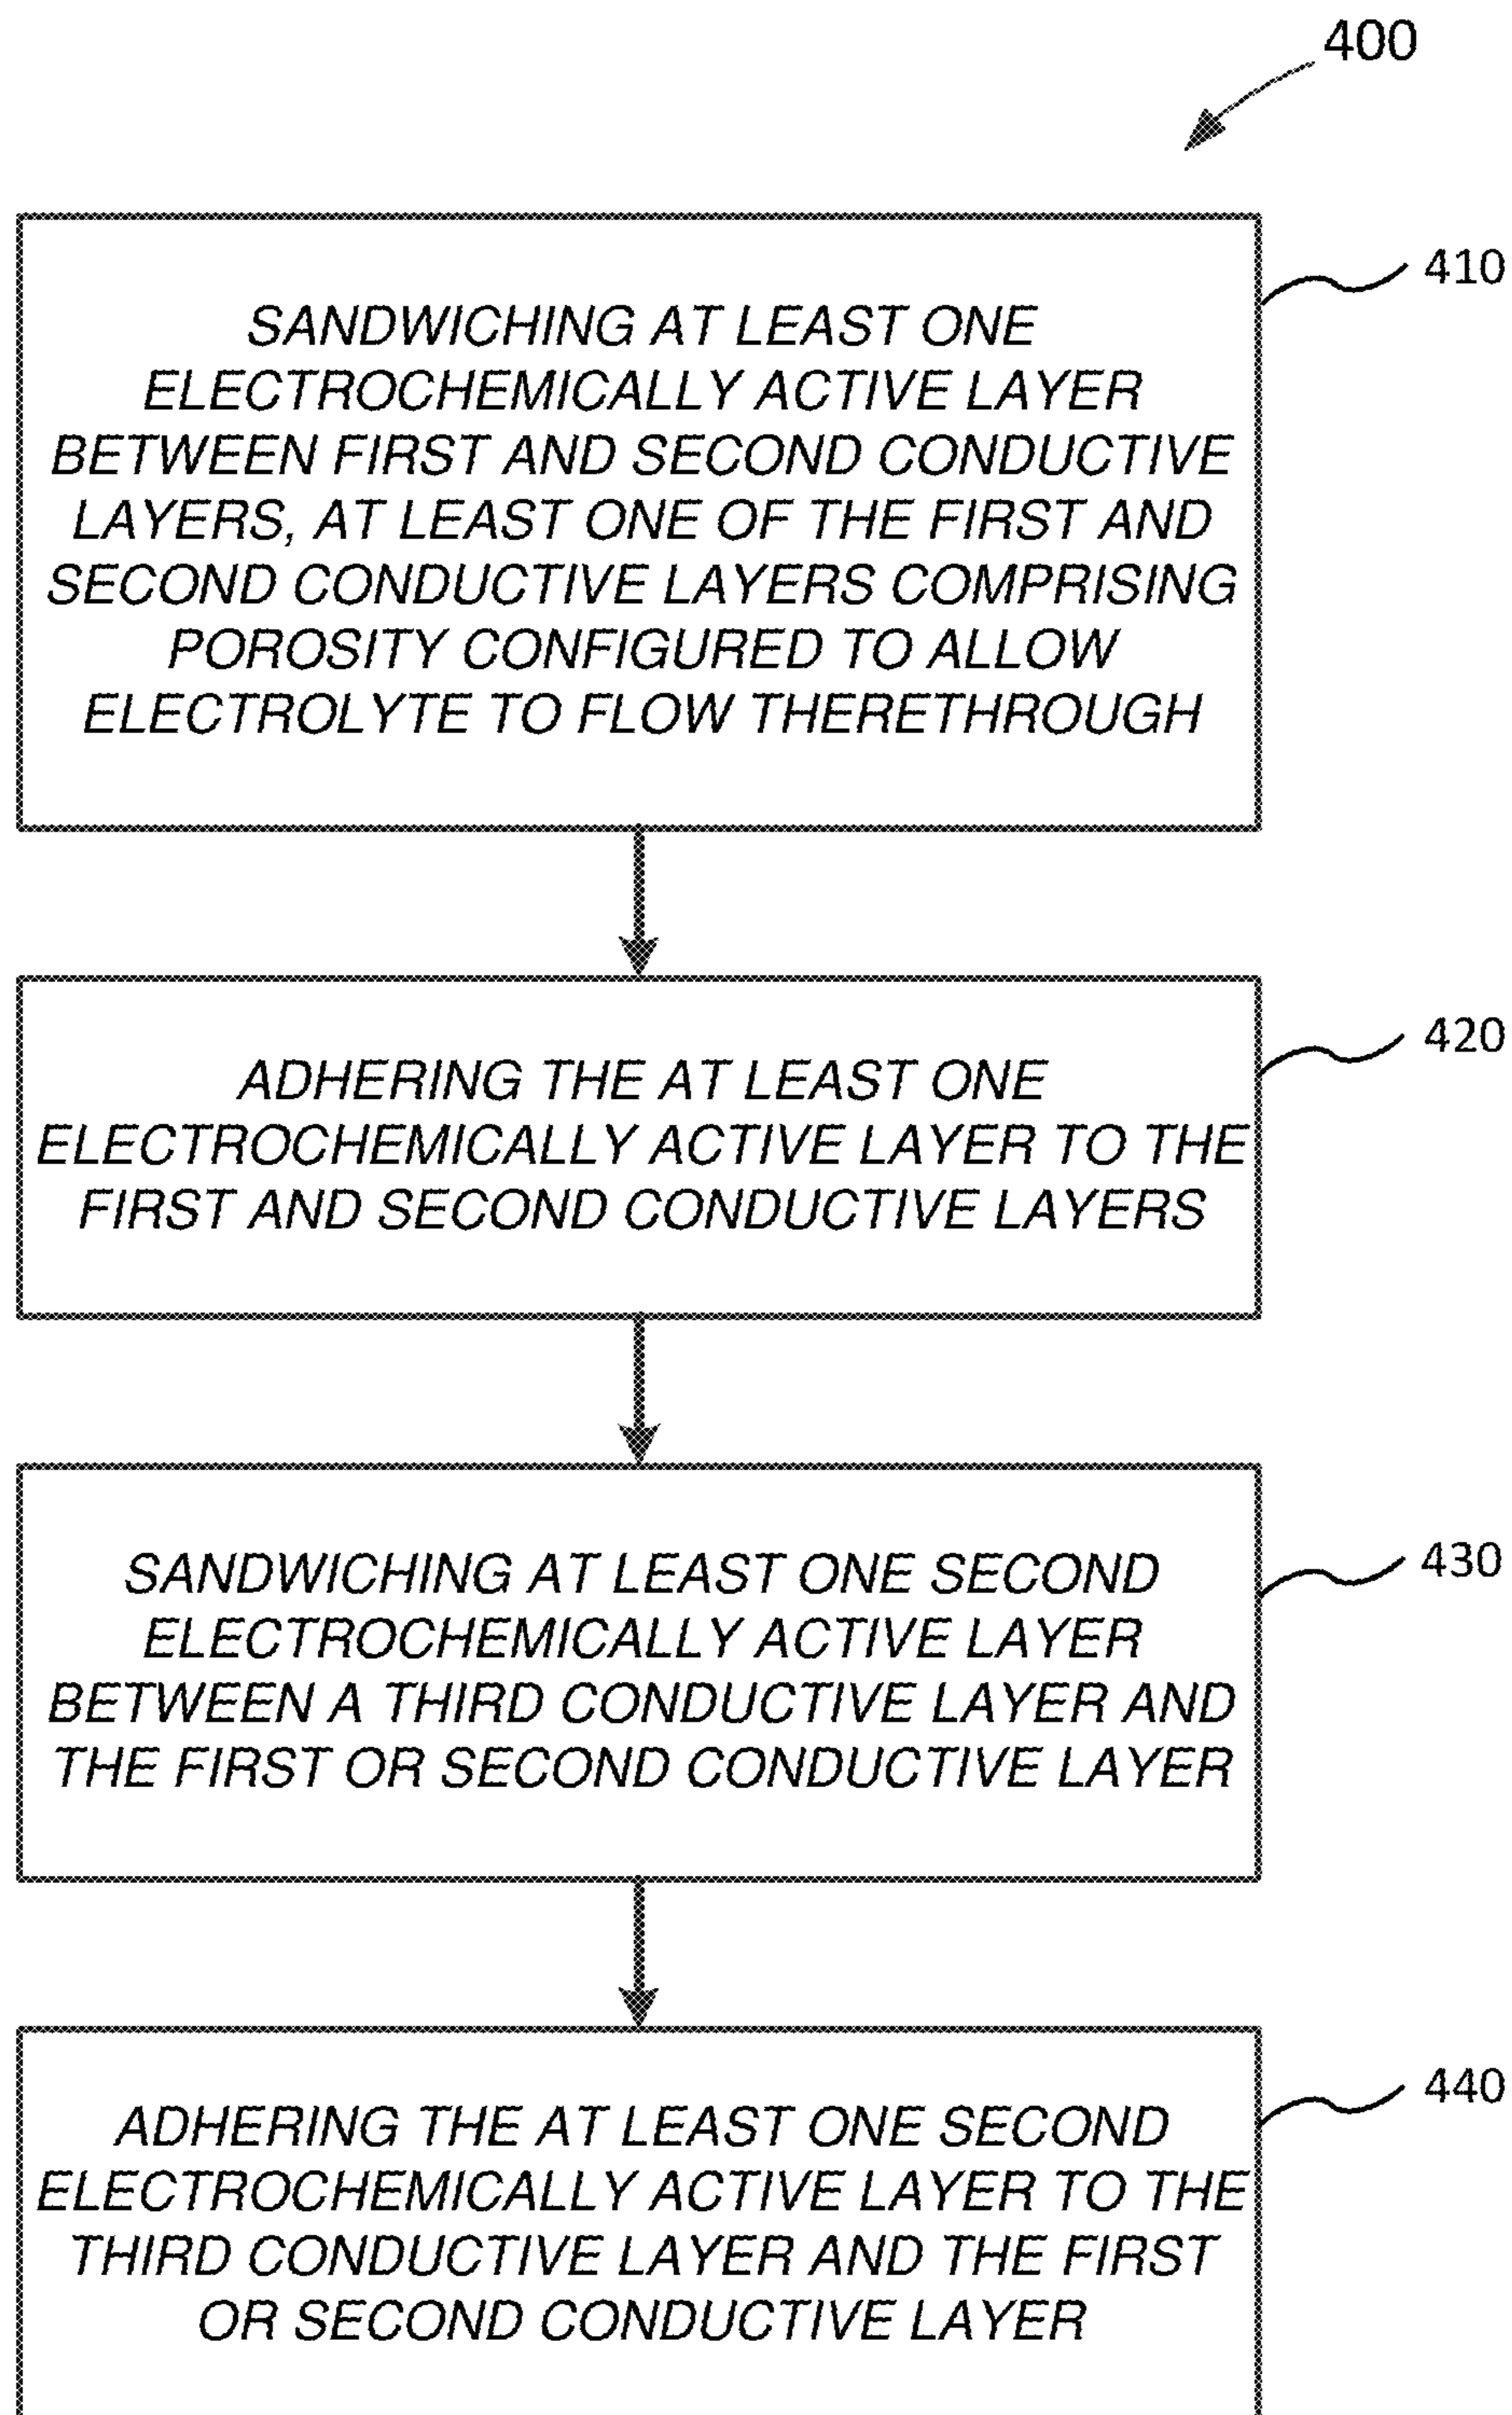 400
410
SANDWICHING AT LEAST ONE
ELECTROCHEMICALLY ACTIVE LAYER
BETWEEN FIRST AND SECOND CONDUCTIVE
LAYERS, AT LEAST ONE OF THE FIRST AND
SECOND CONDUCTIVE LAYERS COMPRISING
POROSITY CONFIGURED TO ALLOW
ELECTROLYTE TO FLOW THERETHROUGH
420
ADHERING THE AT LEAST ONE
ELECTROCHEMICALLY ACTIVE LAYER TO THE
FIRST AND SECOND CONDUCTIVE LAYERS
430
SANDWICHING AT LEAST ONE SECOND
ELECTROCHEMICALLY ACTIVE LAYER
BETWEEN A THIRD CONDUCTIVE LAYER AND
THE FIRST OR SECOND CONDUCTIVE LAYER
440
ADHERING THE AT LEAST ONE SECOND
ELECTROCHEMICALLY ACTIVE LAYER TO THE
THIRD CONDUCTIVE LAYER AND THE FIRST
OR SECOND CONDUCTIVE LAYER